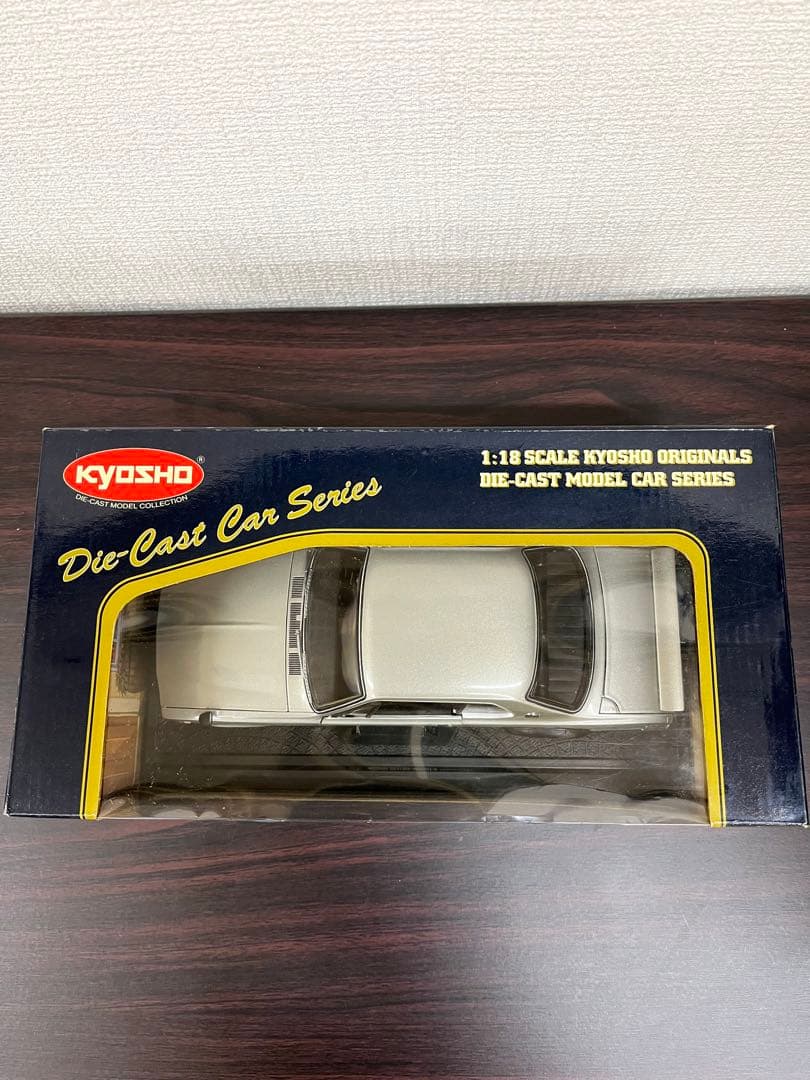 KYOSHO®
DIE-CAST MODEL COLLECTION
Die-Cast Car Series
1:18 SCALE KYOSHO ORIGINALS
DIE-CAST MODEL CAR SERIES